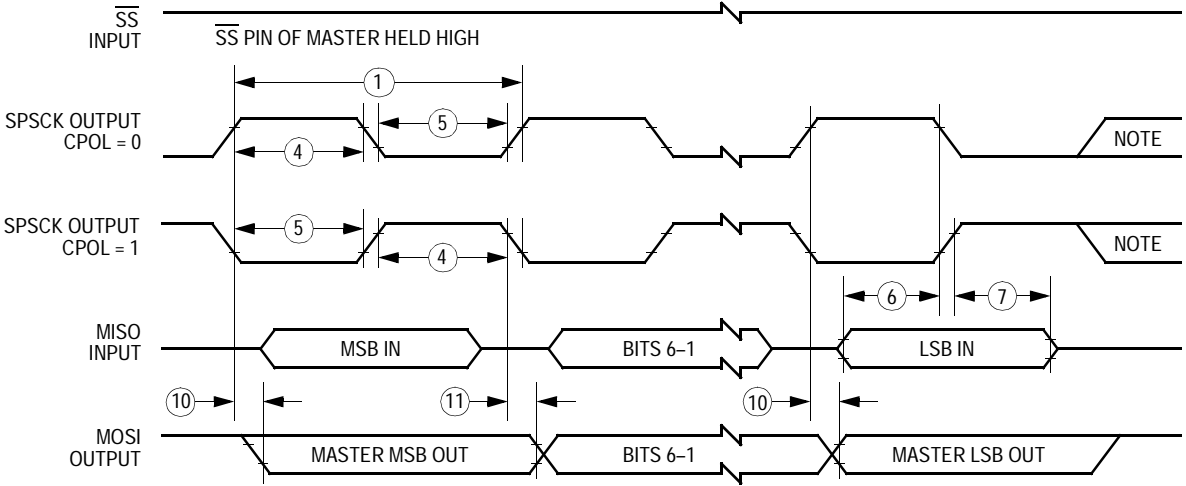 SS
INPUT
SS PIN OF MASTER HELD HIGH
1
SPSCK OUTPUT
CPOL = 0
5
4
NOTE
SPSCK OUTPUT
CPOL = 1
5
4
NOTE
6
7
MISO
INPUT
MSB IN
BITS 6–1
LSB IN
10
11
10
MOSI
OUTPUT
MASTER MSB OUT
BITS 6–1
MASTER LSB OUT